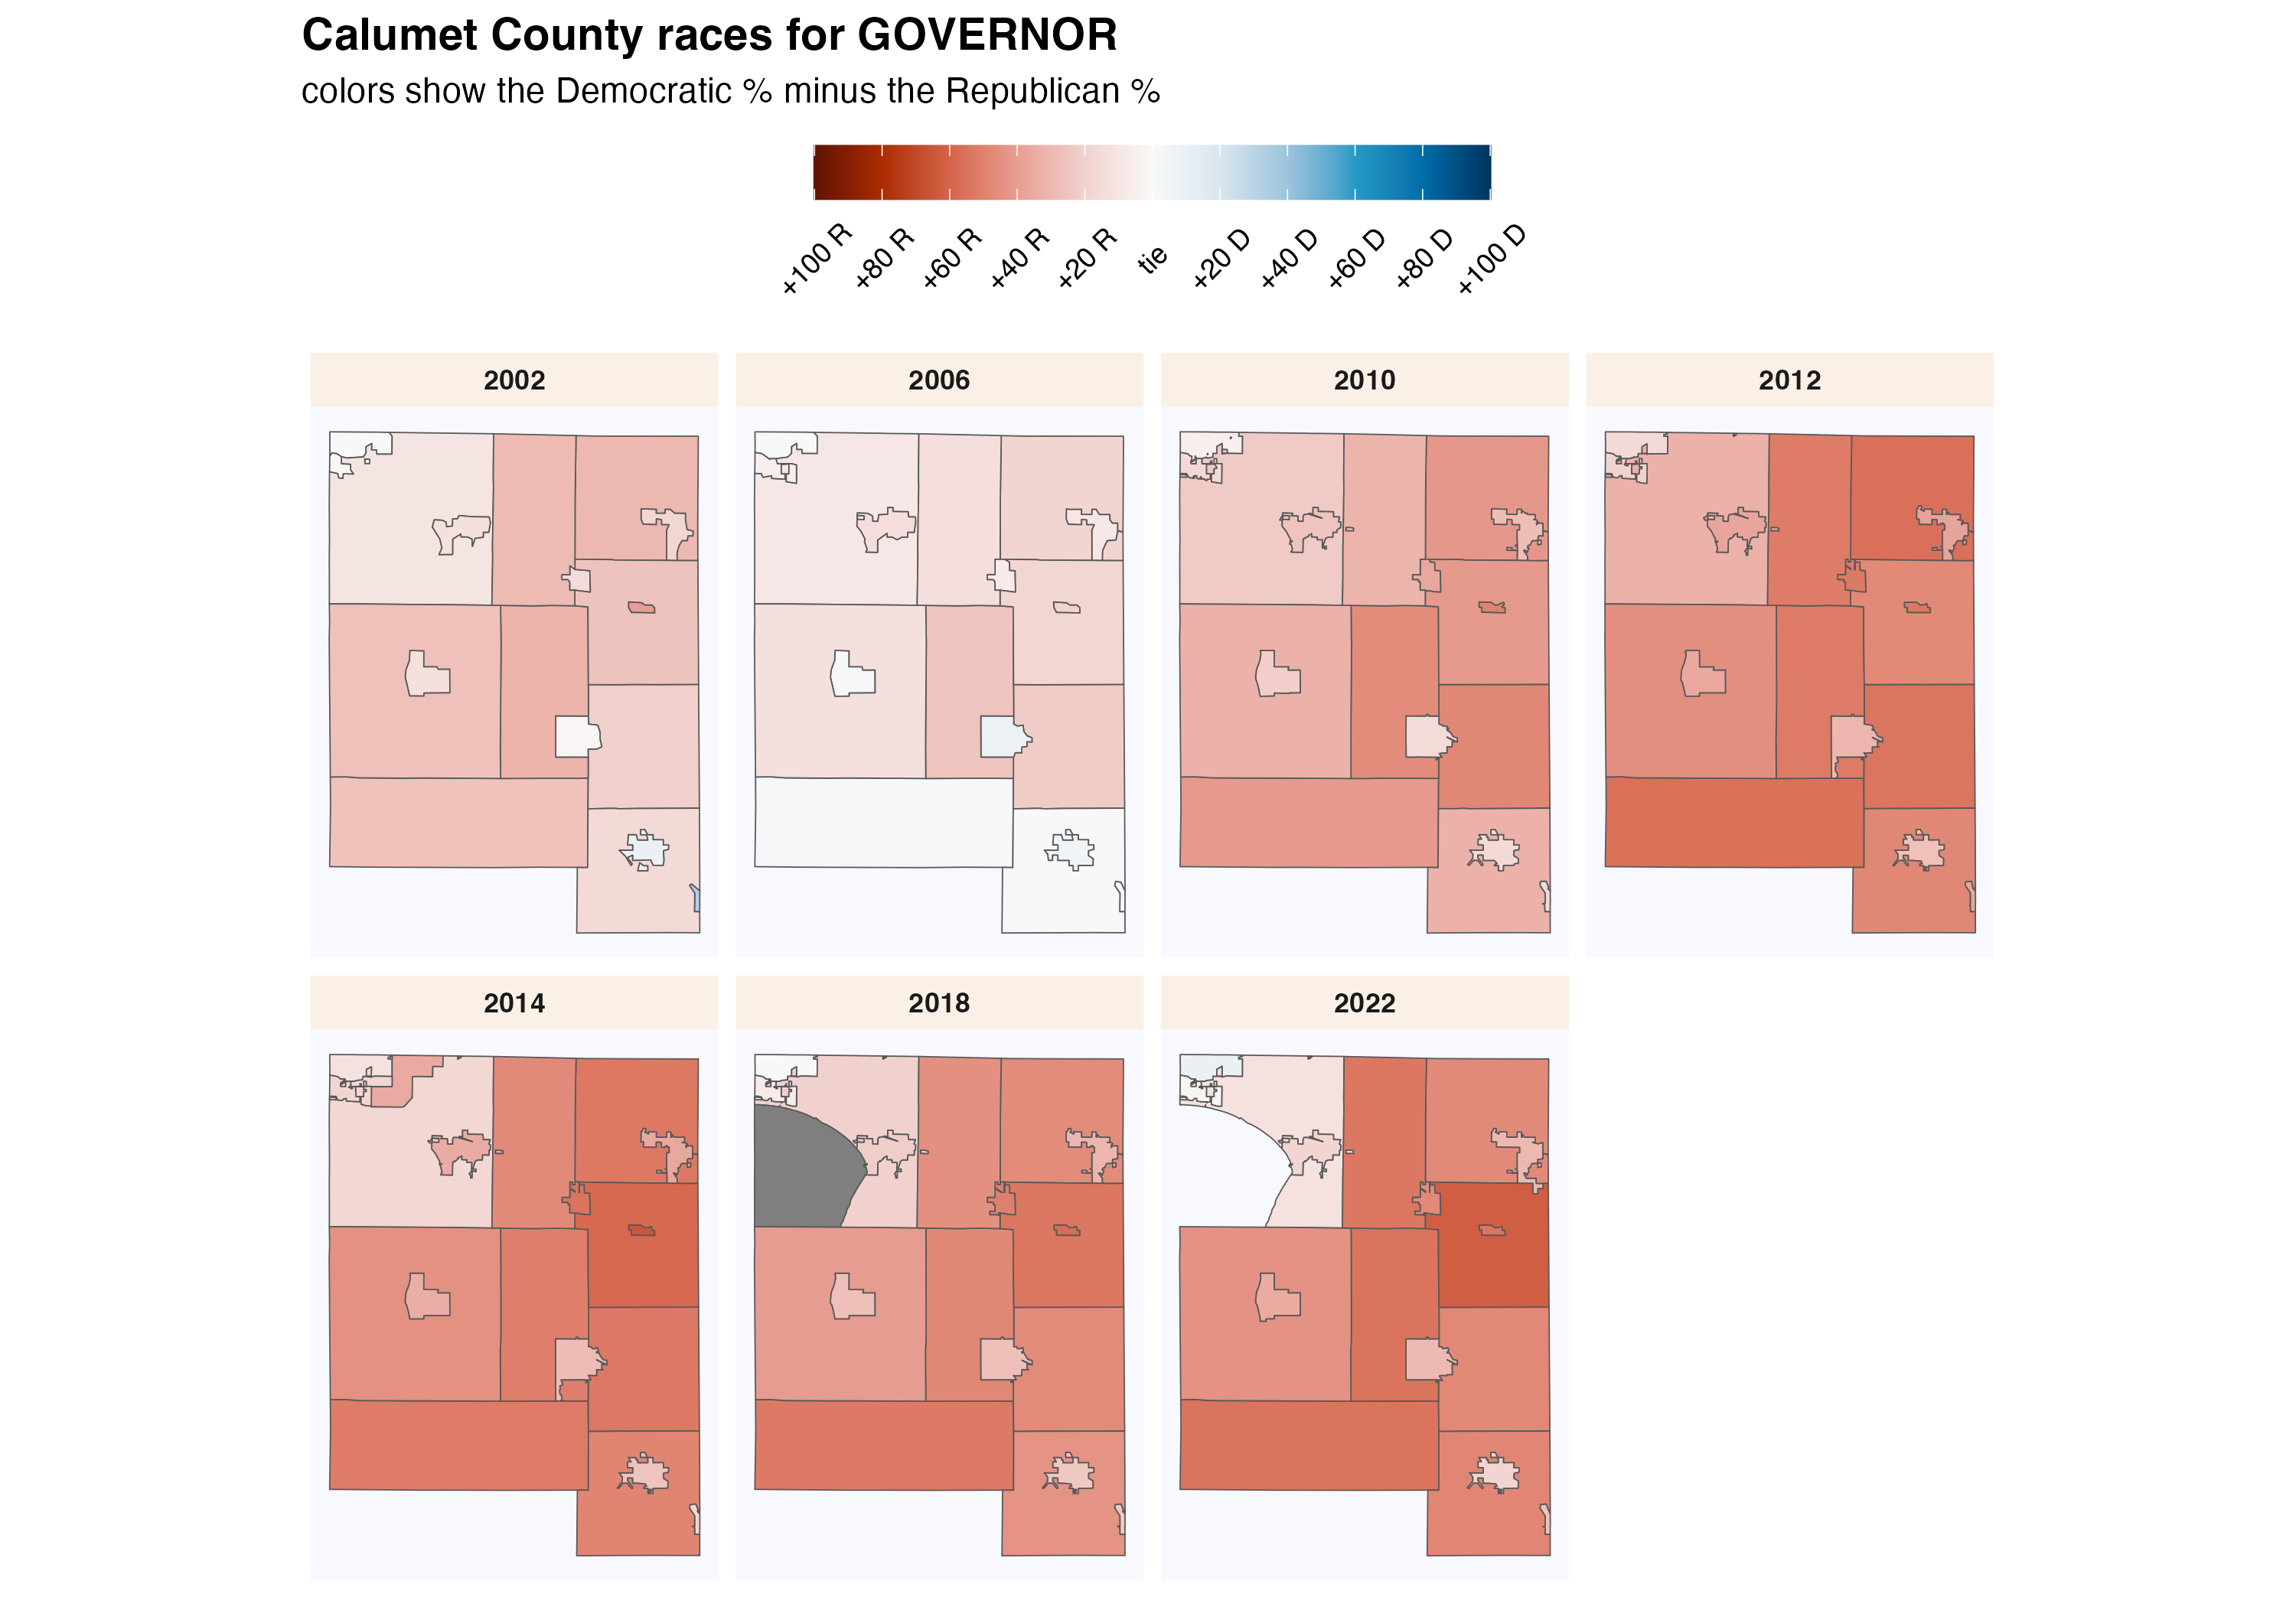 Calumet County races for GOVERNOR
colors show the Democratic % minus the Republican %
+100 R
+80 R
+60 R
+40 R
+20 R
tie
+20 D
+40 D
+60 D
+80 D
+100 D
2002
2006
2010
2012
2014
2018
2022